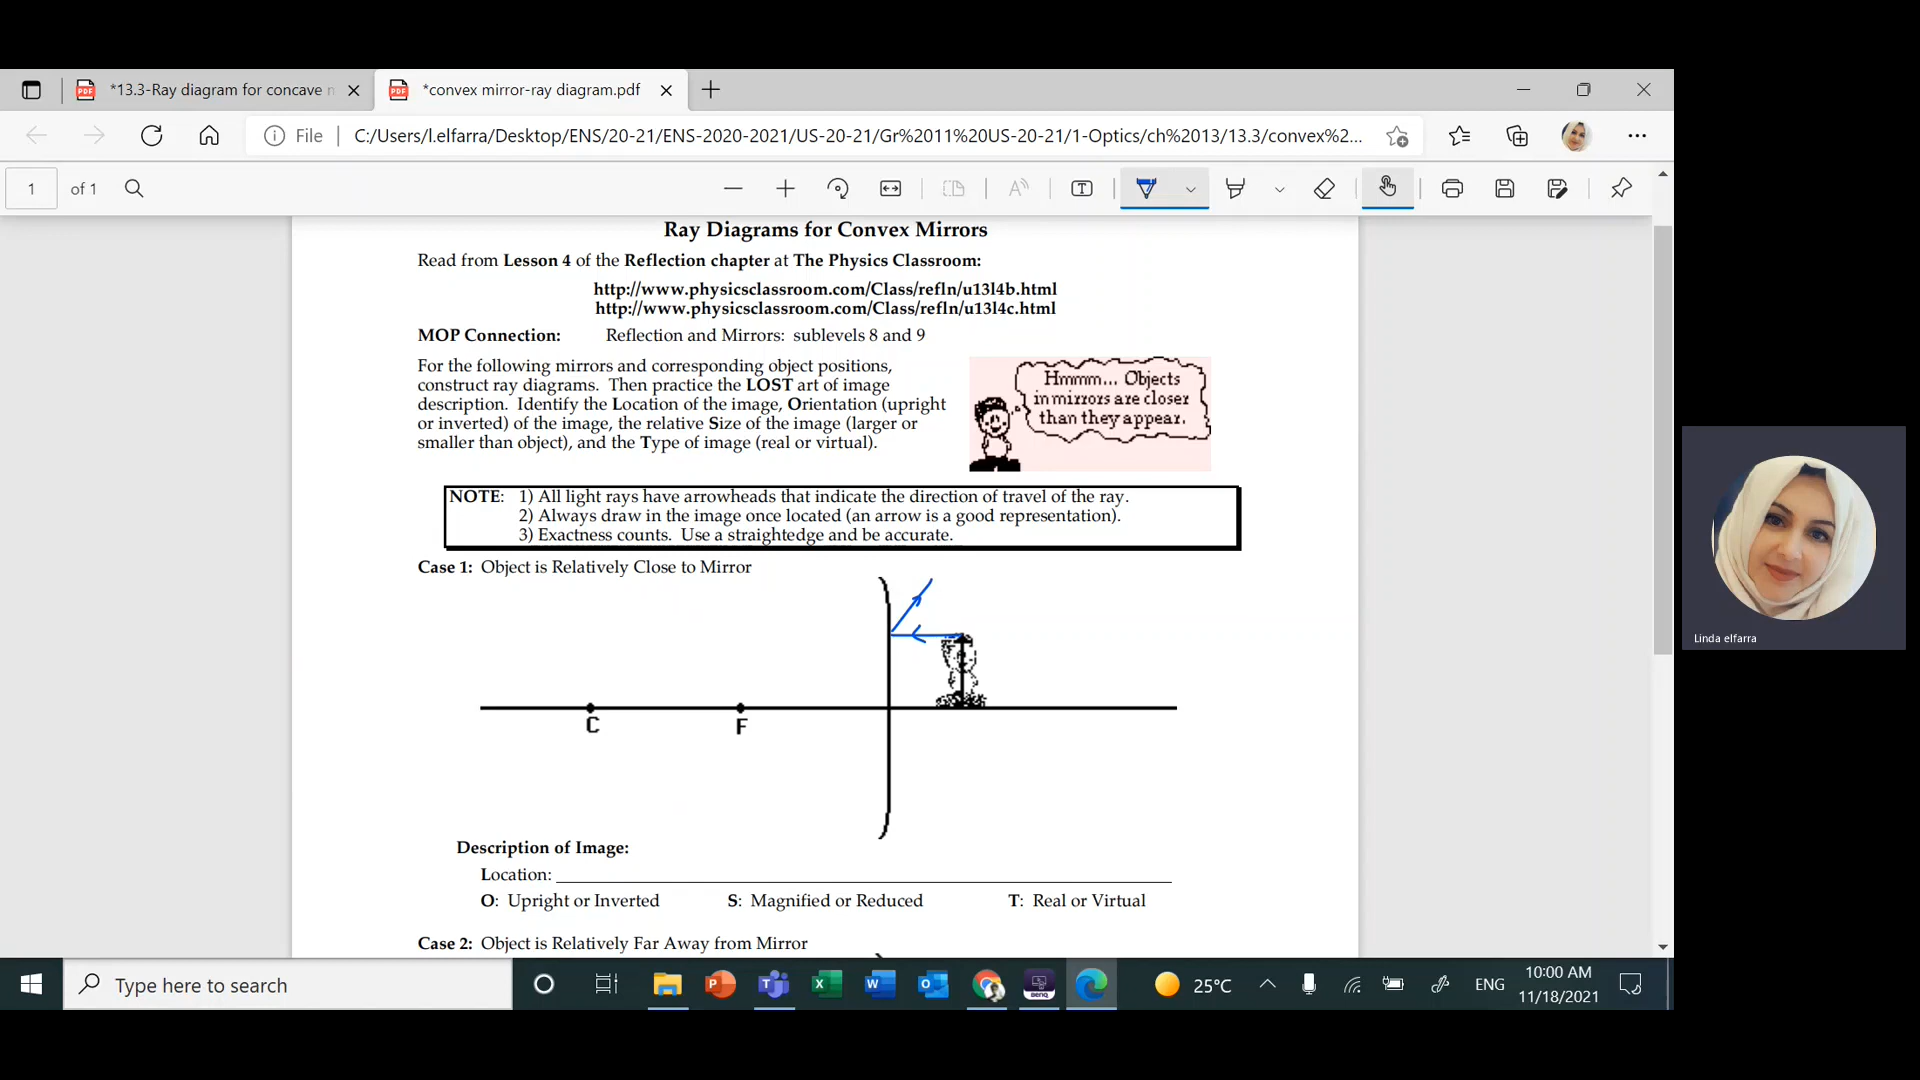 *13.3-Ray diagram for concave n
*convex mirror-ray diagram.pdf
File
C:/Users/l.elfarra/Desktop/ENS/20-21/ENS-2020-2021/US-20-21/Gr%2011%20US-20-21/1-Optics/ch%2013/13.3/convex%2...
1
of 1
Ray Diagrams for Convex Mirrors
Read from Lesson 4 of the Reflection chapter at The Physics Classroom:
http://www.physicsclassroom.com/Class/refln/u13l4b.html
http://www.physicsclassroom.com/Class/refln/u13l4c.html
MOP Connection: Reflection and Mirrors: sublevels 8 and 9
For the following mirrors and corresponding object positions,
construct ray diagrams. Then practice the LOST art of image
description. Identify the Location of the image, Orientation (upright
or inverted) of the image, the relative Size of the image (larger or
smaller than object), and the Type of image (real or virtual).
Hmmm... Objects
in mirrors are closer
than they appear.
NOTE: 1) All light rays have arrowheads that indicate the direction of travel of the ray.
2) Always draw in the image once located (an arrow is a good representation).
3) Exactness counts. Use a straightedge and be accurate.
Case 1: Object is Relatively Close to Mirror
C
F
Description of Image:
Location:
O: Upright or Inverted S: Magnified or Reduced T: Real or Virtual
Case 2: Object is Relatively Far Away from Mirror
Linda elfarra
Type here to search
25°C
ENG
10:00 AM
11/18/2021